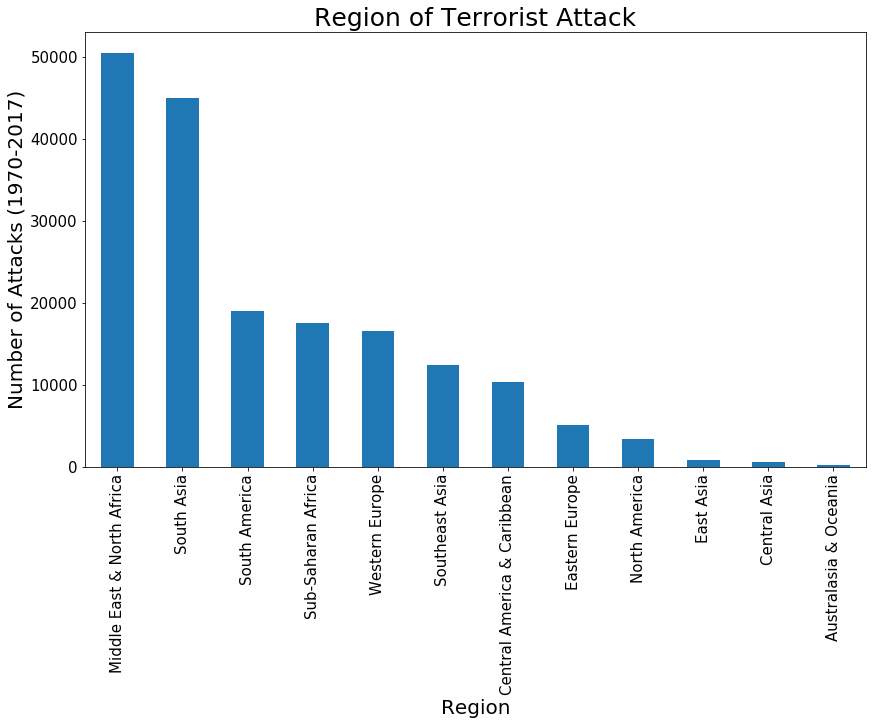 Region of Terrorist Attack
Number of Attacks (1970-2017)
50000
40000
30000
20000
10000
0
Middle East & North Africa
South Asia
South America
Sub-Saharan Africa
Western Europe
Southeast Asia
Central America & Caribbean
Eastern Europe
North America
East Asia
Central Asia
Australasia & Oceania
Region